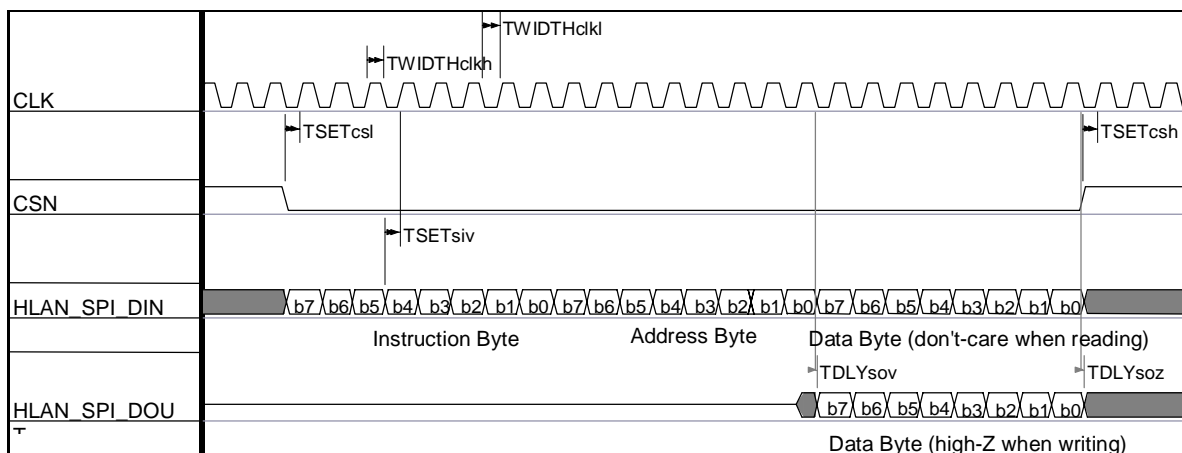 TWIDTHclkl
TWIDTHclkh
CLK
TSETcsl
TSETcsh
CSN
TSETsiv
HLAN_SPI_DIN
b7 b6 b5 b4 b3 b2 b1 b0 b7 b6 b5 b4 b3 b2 b1 b0 b7 b6 b5 b4 b3 b2 b1 b0
Instruction Byte Address Byte Data Byte (don't-care when reading)
TDLYsov TDLYsoz
HLAN_SPI_DOU
b7 b6 b5 b4 b3 b2 b1 b0
T
Data Byte (high-Z when writing)